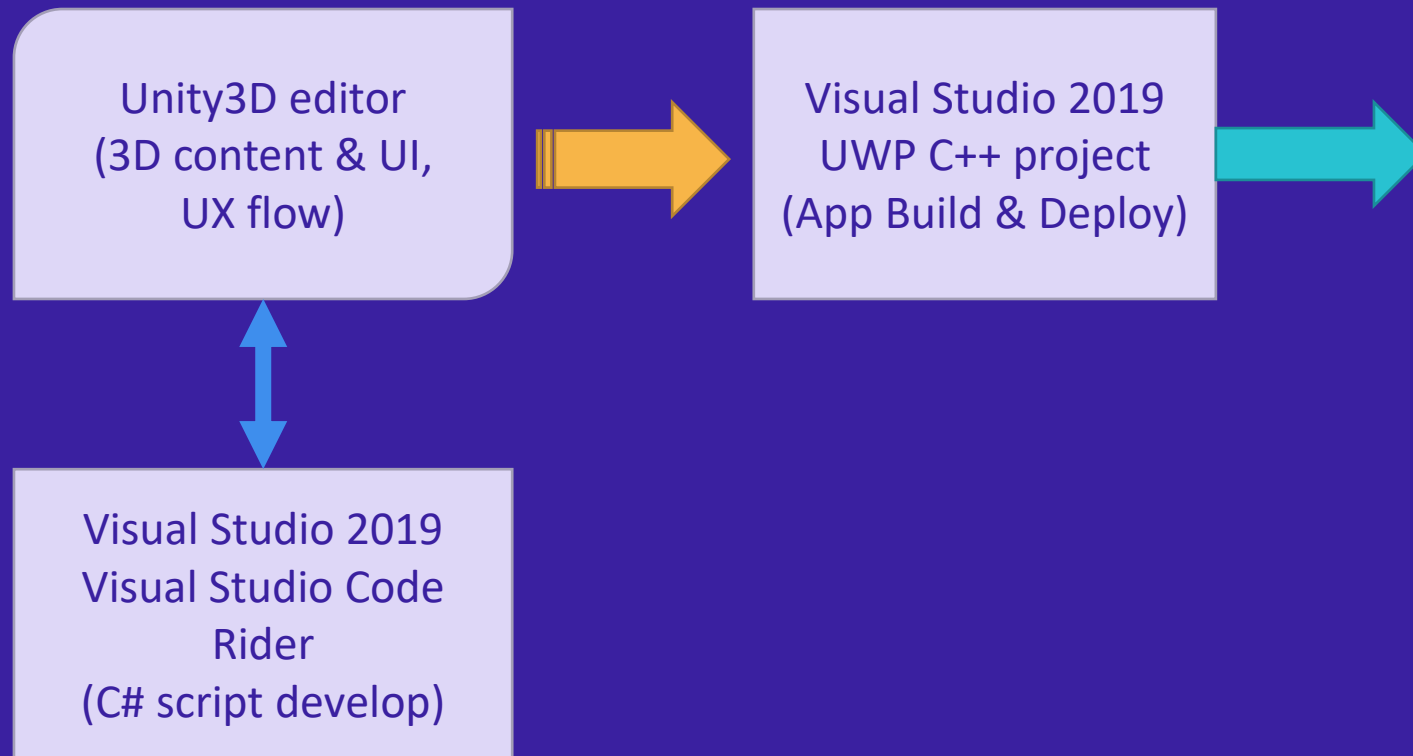 Unity3D editor
(3D content & UI,
UX flow)
Visual Studio 2019
UWP C++ project
(App Build & Deploy)
Visual Studio 2019
Visual Studio Code
Rider
(C# script develop)